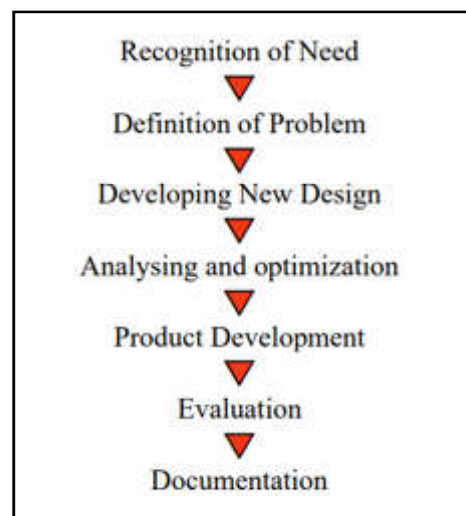 Recognition of Need
Definition of Problem
Developing New Design
Analysing and optimization
Product Development
Evaluation
Documentation